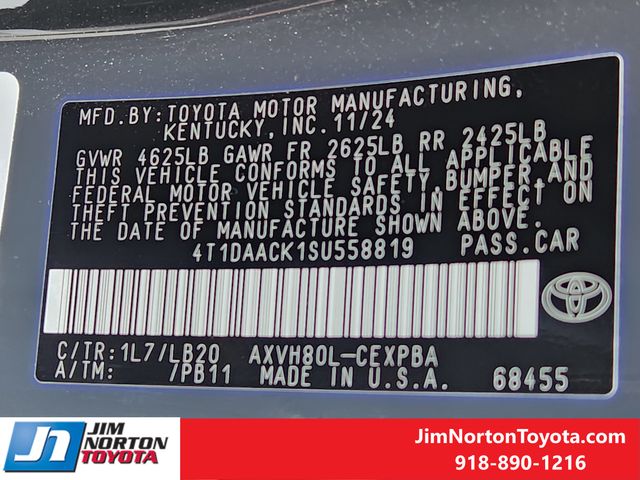 MFD.BY:TOYOTA MOTOR MANUFACTURING,
KENTUCKY,INC.11/24
GVWR 4625LB GAWR FR 2625LB RR 2425LB
THIS VEHICLE CONFORMS TO ALL APPLICABLE
FEDERAL MOTOR VEHICLE SAFETY,BUMPER,AND
THEFT PREVENTION STANDARDS IN EFFECT ON
THE DATE OF MANUFACTURE SHOWN ABOVE.
4T1DAACK1SU558819 PASS.CAR
C/TR:1L7/LB20 AXVH80L-CEXPBA
A/TM: /PB11 MADE IN U.S.A. 68455
JIM
NORTON
TOYOTA
JimNortonToyota.com
918-890-1216